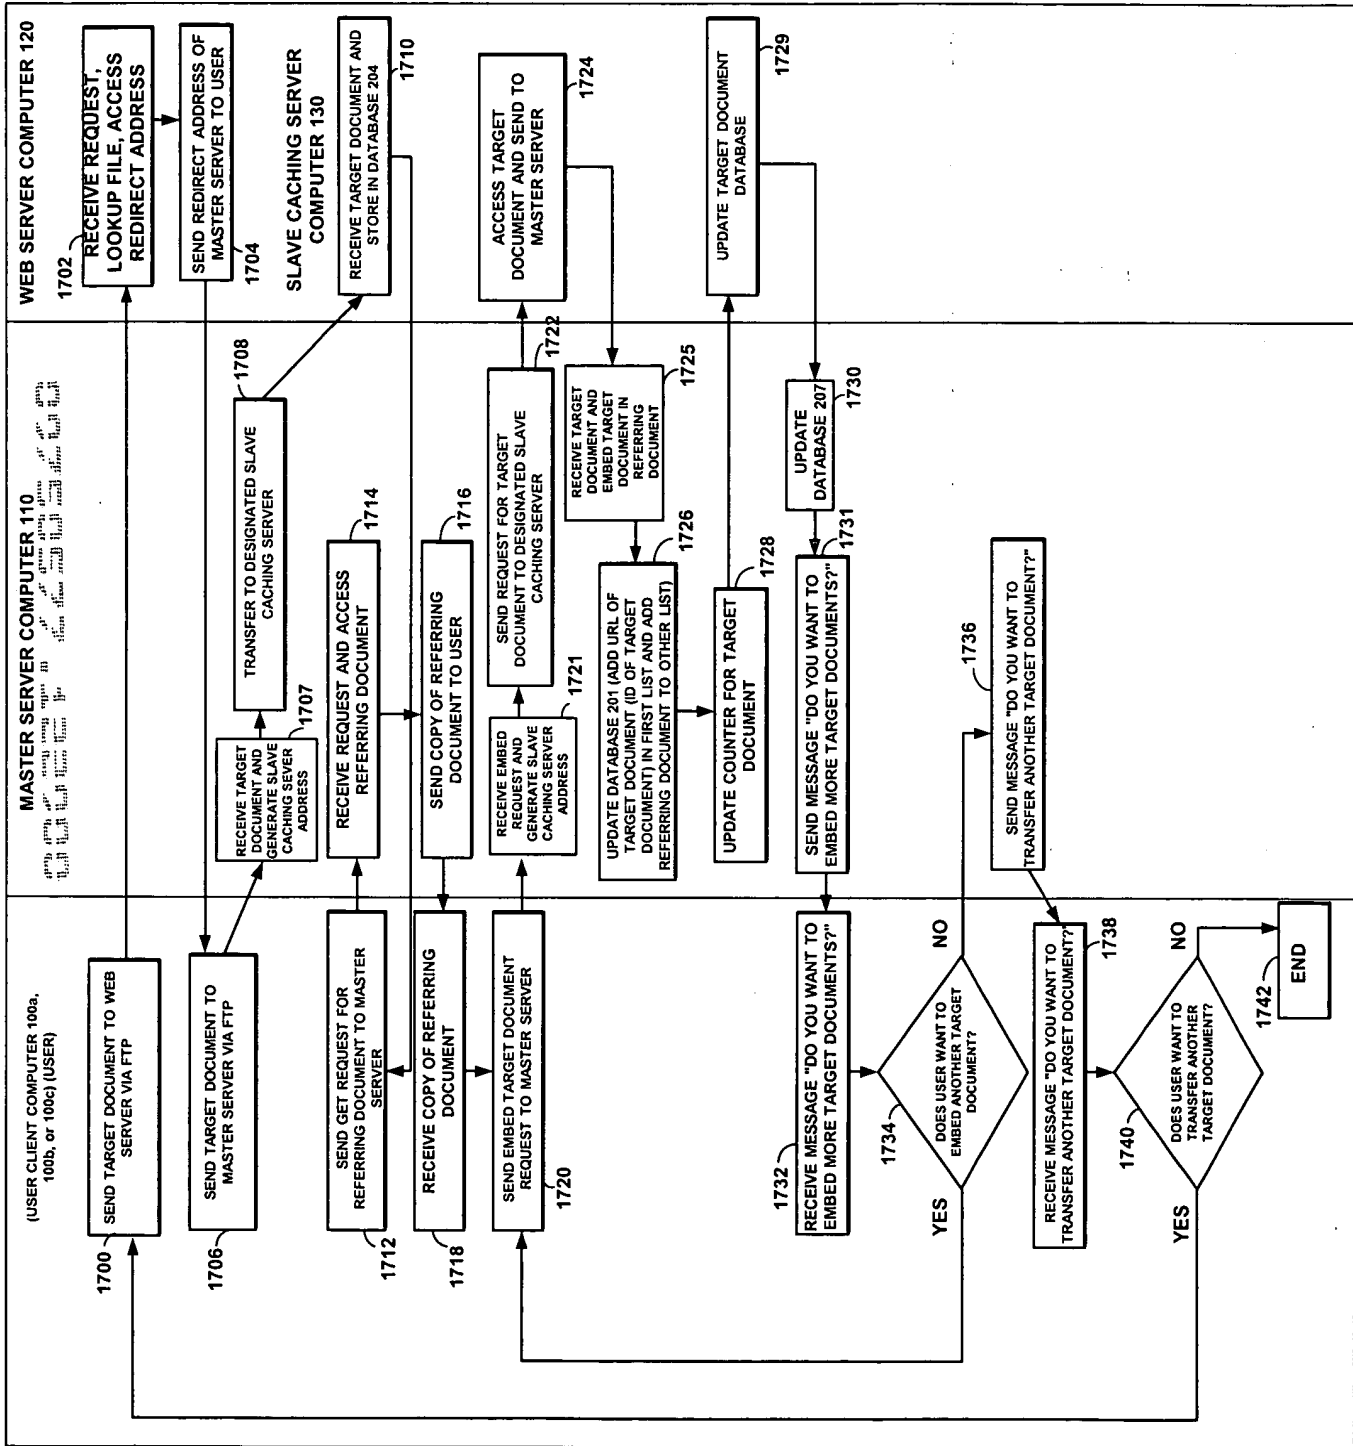 (USER CLIENT COMPUTER 100a,
100b, or 100c) (USER)
MASTER SERVER COMPUTER 110
WEB SERVER COMPUTER 120
1700
SEND TARGET DOCUMENT TO WEB
SERVER VIA FTP
1702
RECEIVE REQUEST,
LOOKUP FILE, ACCESS
REDIRECT ADDRESS
SEND REDIRECT ADDRESS OF
MASTER SERVER TO USER
1704
1706
SEND TARGET DOCUMENT TO
MASTER SERVER VIA FTP
RECEIVE TARGET
DOCUMENT AND
GENERATE SLAVE
CACHING SEVER
ADDRESS
1707
TRANSFER TO DESIGNATED SLAVE
CACHING SERVER
1708
SLAVE CACHING SERVER
COMPUTER 130
RECEIVE TARGET DOCUMENT AND
STORE IN DATABASE 204
1710
1712
SEND GET REQUEST FOR
REFERRING DOCUMENT TO MASTER
SERVER
RECEIVE REQUEST AND ACCESS
REFERRING DOCUMENT
1714
SEND COPY OF REFERRING
DOCUMENT TO USER
1716
RECEIVE COPY OF REFERRING
DOCUMENT
1718
SEND EMBED TARGET DOCUMENT
REQUEST TO MASTER SERVER
1720
RECEIVE EMBED
REQUEST AND
GENERATE SLAVE
CACHING SERVER
ADDRESS
1721
SEND REQUEST FOR TARGET
DOCUMENT TO DESIGNATED SLAVE
CACHING SERVER
1722
ACCESS TARGET
DOCUMENT AND SEND TO
MASTER SERVER
1724
RECEIVE TARGET
DOCUMENT AND
EMBED TARGET
DOCUMENT IN
REFERRING
DOCUMENT
1725
UPDATE DATABASE 201 (ADD URL OF
TARGET DOCUMENT (ID OF TARGET
DOCUMENT) IN FIRST LIST AND ADD
REFERRING DOCUMENT TO OTHER LIST)
1726
UPDATE COUNTER FOR TARGET
DOCUMENT
1728
UPDATE TARGET DOCUMENT
DATABASE
1729
UPDATE
DATABASE 207
1730
SEND MESSAGE "DO YOU WANT TO
EMBED MORE TARGET DOCUMENTS?"
1731
1732
RECEIVE MESSAGE "DO YOU WANT TO
EMBED MORE TARGET DOCUMENTS?"
1734
DOES USER WANT TO
EMBED ANOTHER TARGET
DOCUMENT?
YES
NO
SEND MESSAGE "DO YOU WANT TO
TRANSFER ANOTHER TARGET DOCUMENT?"
1736
RECEIVE MESSAGE "DO YOU WANT TO
TRANSFER ANOTHER TARGET DOCUMENT?"
1738
1740
DOES USER WANT TO
TRANSFER ANOTHER
TARGET DOCUMENT?
YES
NO
1742
END